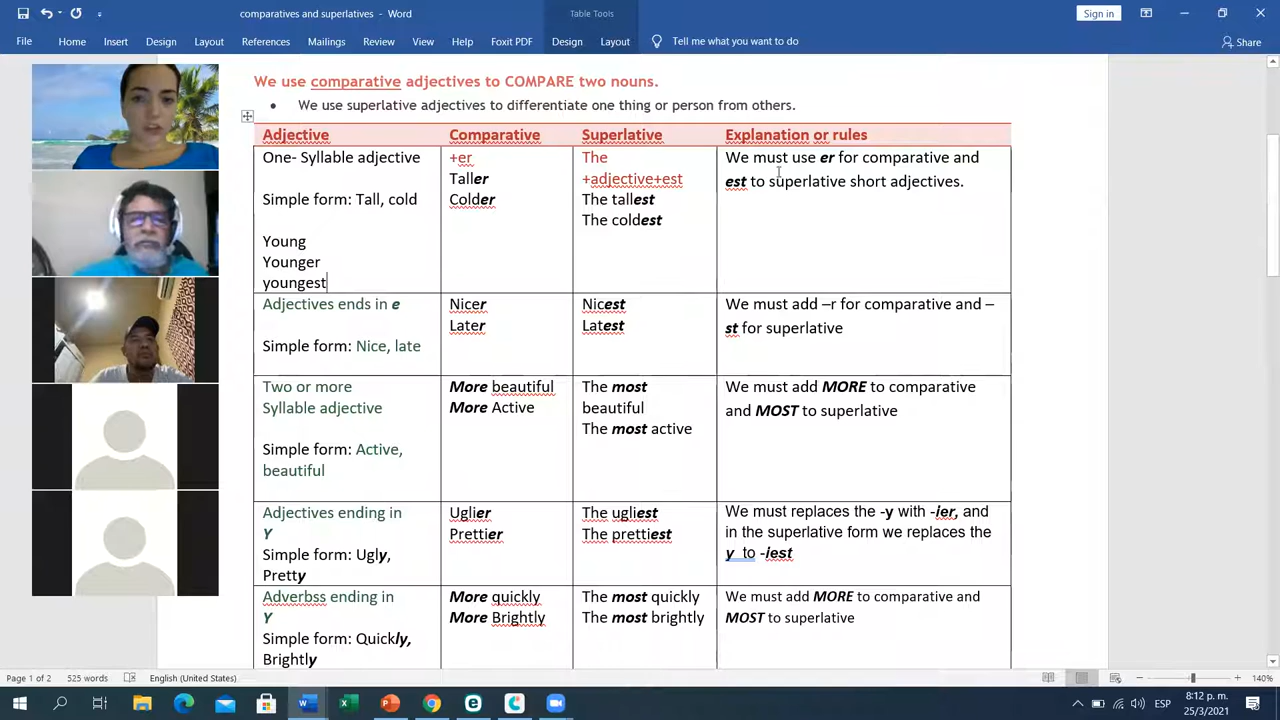 comparatives and superlatives - Word
Table Tools
Sign in
File Home Insert Draw Design Layout References Mailings Review View Help Foxit PDF Design Layout Tell me what you want to do Share
We use comparative adjectives to COMPARE two nouns.
• We use superlative adjectives to differentiate one thing or person from others.
Adjective Comparative Superlative Explanation or rules
One- Syllable adjective
Simple form: Tall, cold
Young
Younger
youngest
+er
Taller
Colder
The
+adjective+est
The tallest
The coldest
We must use er for comparative and
est to superlative short adjectives.
Adjectives ends in e
Simple form: Nice, late
Nicer
Later
Nicest
Latest
We must add –r for comparative and –
st for superlative
Two or more
Syllable adjective
Simple form: Active,
beautiful
More beautiful
More Active
The most
beautiful
The most active
We must add MORE to comparative
and MOST to superlative
Adjectives ending in
Y
Simple form: Ugly,
Pretty
Uglier
Prettier
The ugliest
The prettiest
We must replaces the -y with -ier, and
in the superlative form we replaces the
y to -iest
Adverbss ending in
Y
Simple form: Quickly,
Brightly
More quickly
More Brightly
The most quickly
The most brightly
We must add MORE to comparative and
MOST to superlative
Page 1 of 2 525 words English (United States) 140%
ESP
8:12 p. m.
25/3/2021